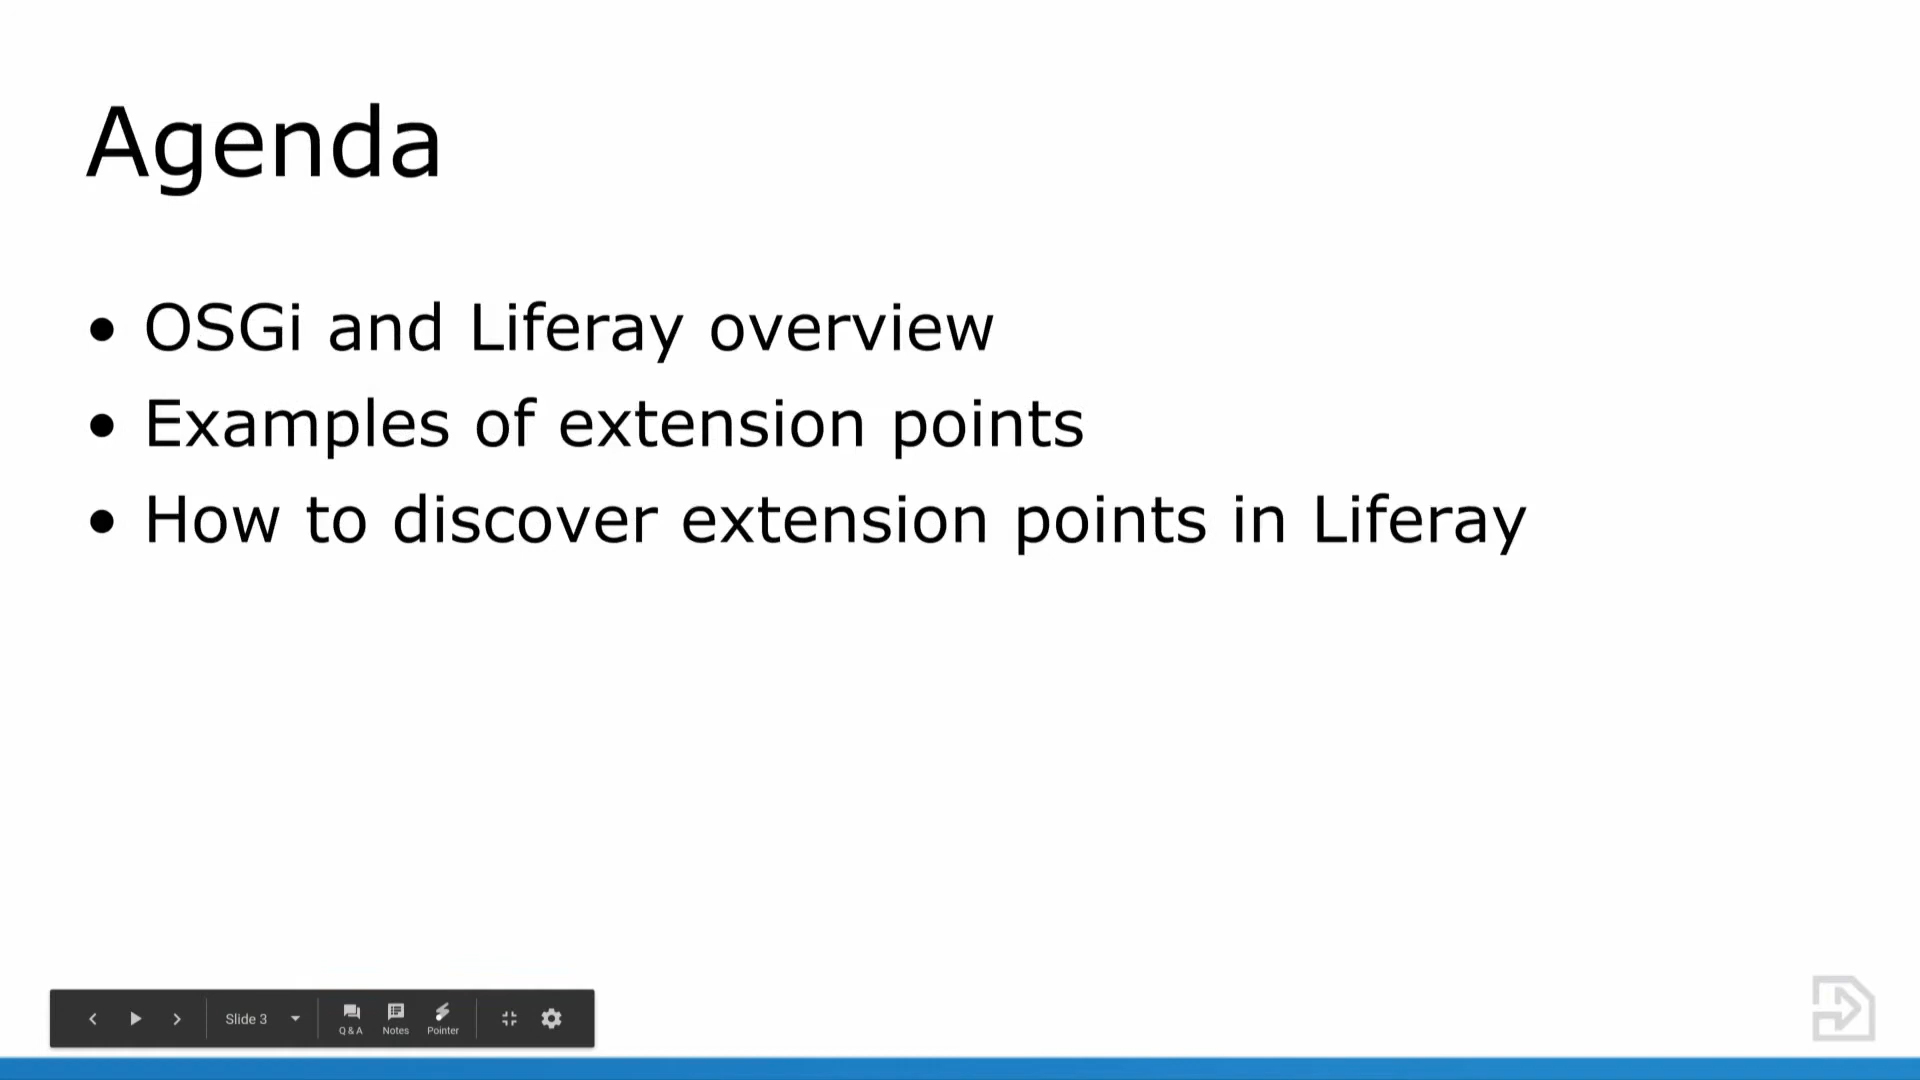 Agenda
• OSGi and Liferay overview
• Examples of extension points
• How to discover extension points in Liferay
Slide 3
Q & A
Notes
Pointer